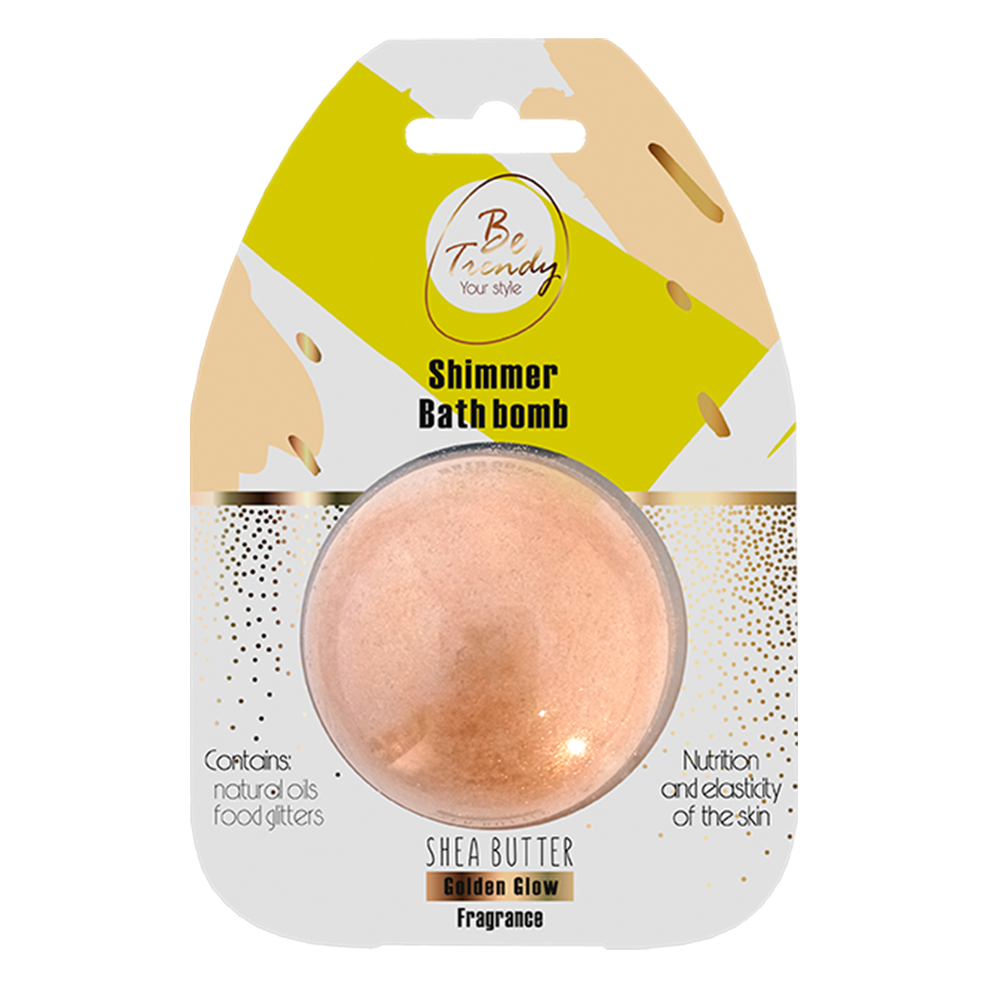 Be
Trendy
Your style
Shimmer
Bath bomb
Contains:
natural oils
food glitters
Nutrition
and elasticity
of the skin
SHEA BUTTER
Golden Glow
Fragrance